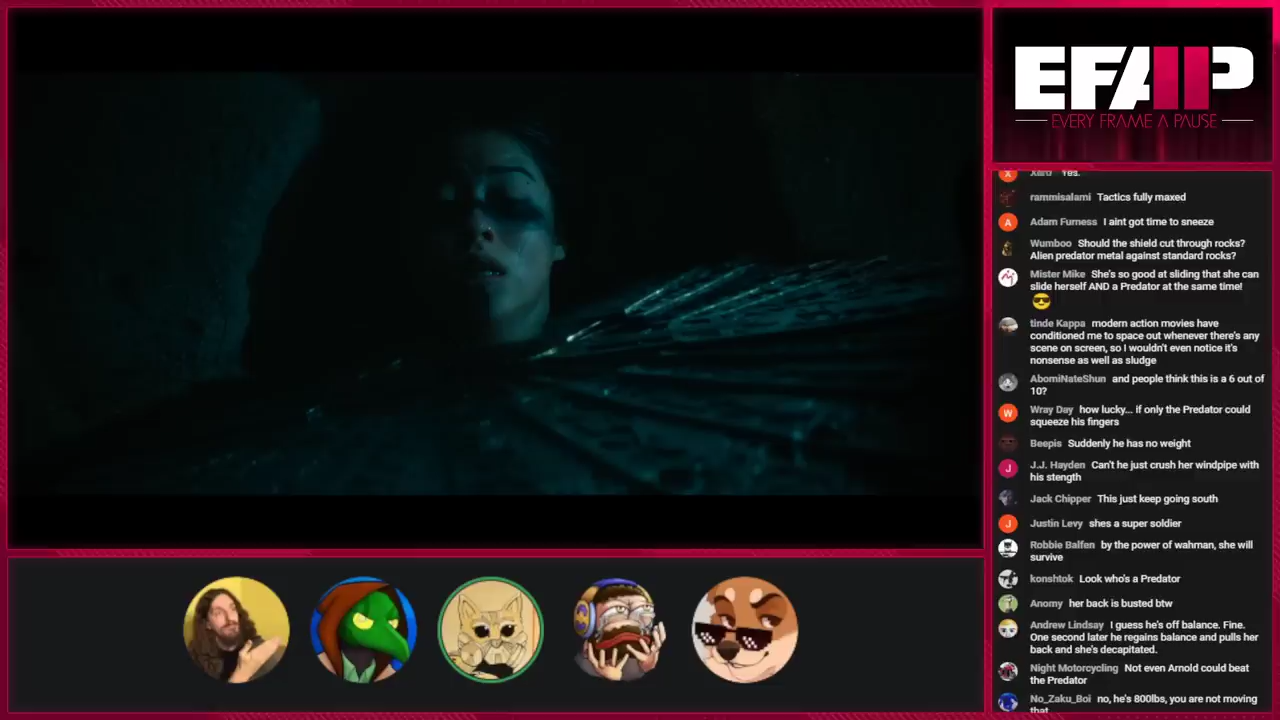 EFAP
EVERY FRAME A PAUSE
Xaro Yes.
rammisalami Tactics fully maxed
Adam Furness I aint got time to sneeze
Wumboo Should the shield cut through rocks?
Alien predator metal against standard rocks?
Mister Mike She's so good at sliding that she can
slide herself AND a Predator at the same time!
😎
tinde Kappa modern action movies have
conditioned me to space out whenever there's any
scene on screen, so I wouldn't even notice it's
nonsense as well as sludge
AbomiNateShun and people think this is a 6 out of
10?
Wray Day how lucky... if only the Predator could
squeeze his fingers
Beepis Suddenly he has no weight
J.J. Hayden Can't he just crush her windpipe with
his stength
Jack Chipper This just keep going south
Justin Levy shes a super soldier
Robbie Balfen by the power of wahman, she will
survive
konshtok Look who's a Predator
Anomy her back is busted btw
Andrew Lindsay I guess he's off balance. Fine.
One second later he regains balance and pulls her
back and she's decapitated.
Night Motorcycling Not even Arnold could beat
the Predator
No_Zaku_Boi no, he's 800lbs, you are not moving
that